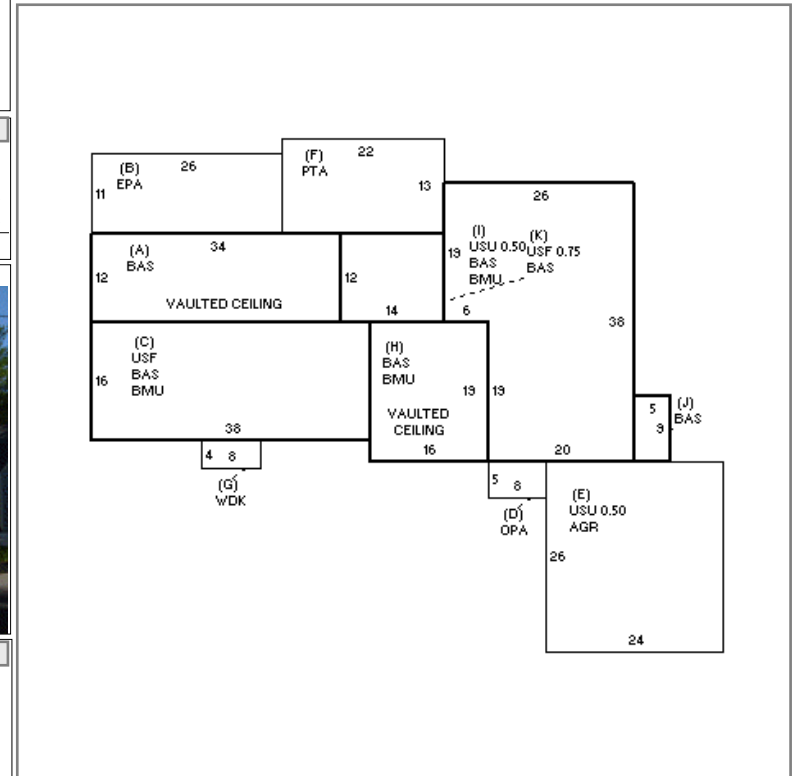 22
(F)
PTA
13
(B)
26
EPA
11
26
(A)
34
BAS
12
VAULTED CEILING
12
14
(I)
USU 0.50
BAS
BMU
(K)
USF 0.75
BAS
19
6
38
(C)
USF
BAS
BMU
16
38
(H)
BAS
BMU
19
VAULTED
CEILING
16
19
20
5
9
(J)
BAS
4
8
(G)
WDK
5
8
(D)
OPA
(E)
USU 0.50
AGR
26
24